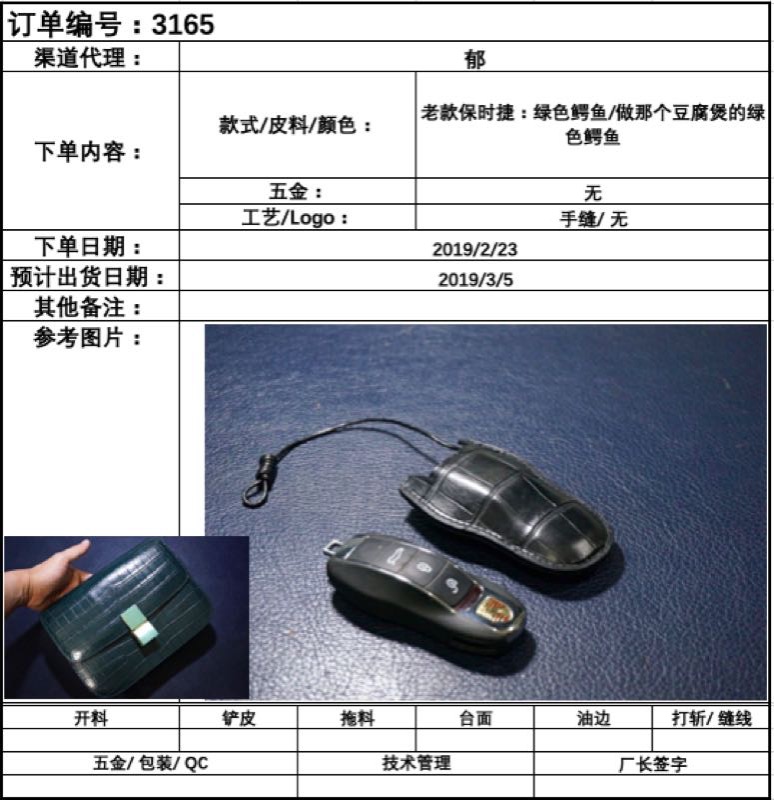 订单编号：3165
渠道代理：
郁
下单内容：
款式/皮料/颜色：
老款保时捷：绿色鳄鱼/做那个豆腐煲的绿
色鳄鱼
五金：
无
工艺/Logo：
手缝/ 无
下单日期：
2019/2/23
预计出货日期：
2019/3/5
其他备注：
参考图片：
开料
铲皮
拖料
台面
油边
打斩/ 缝线
五金/ 包装/ QC
技术管理
厂长签字